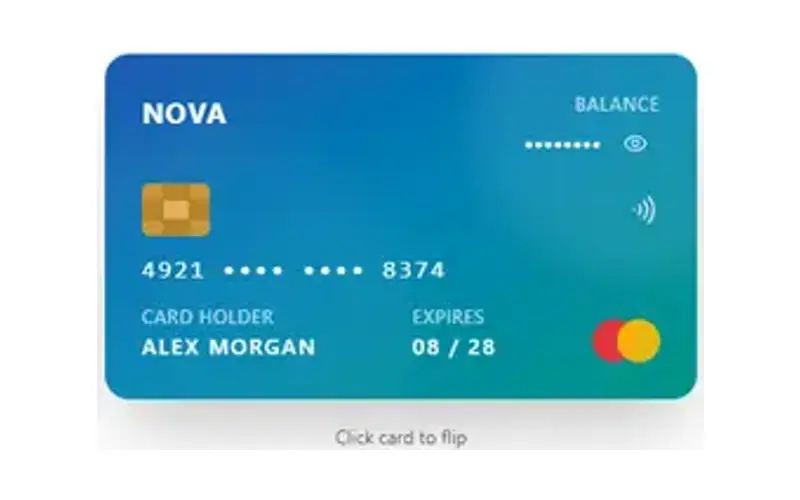 NOVA
BALANCE
••••••••
4921 •••• •••• 8374
CARD HOLDER
EXPIRES
ALEX MORGAN
08 / 28
Click card to flip